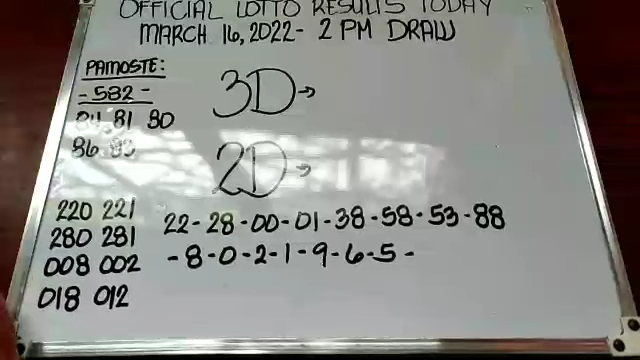 OFFICIAL LOTTO RESULTS TODAY
MARCH 16, 2022- 2 PM DRAW
PAMOSTE:
-582-
84 81 80
86 83
3D→
2D→
220 221
280 281
008 002
018 012
22-28-00-01-38-58-53-88
-8-0-2-1-9-6-5-